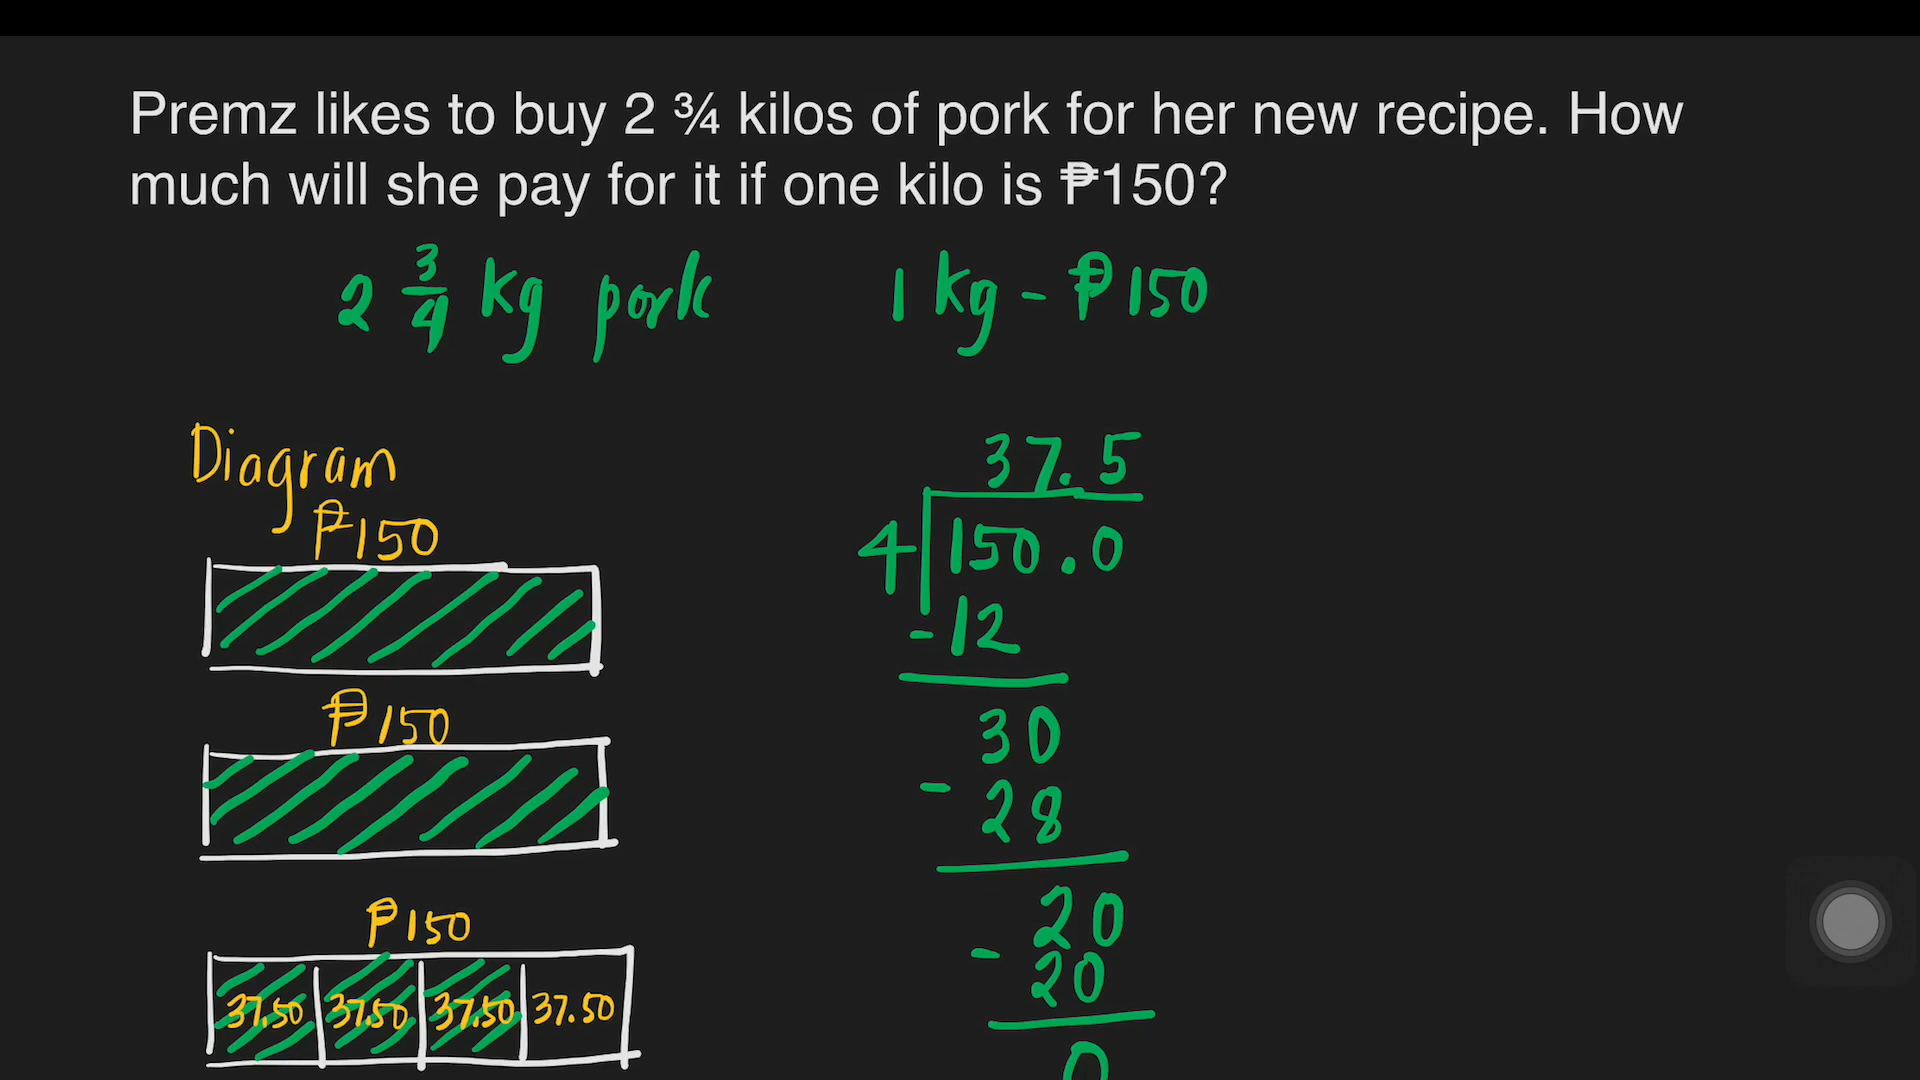 Premz likes to buy 2 ¾ kilos of pork for her new recipe. How
much will she pay for it if one kilo is ₱150?
2 3/4 kg pork
1 kg - ₱150
Diagram
₱150
₱150
₱150
37.50 37.50 37.50 37.50
37.5
4 150.0
-12
30
- 28
20
- 20
0